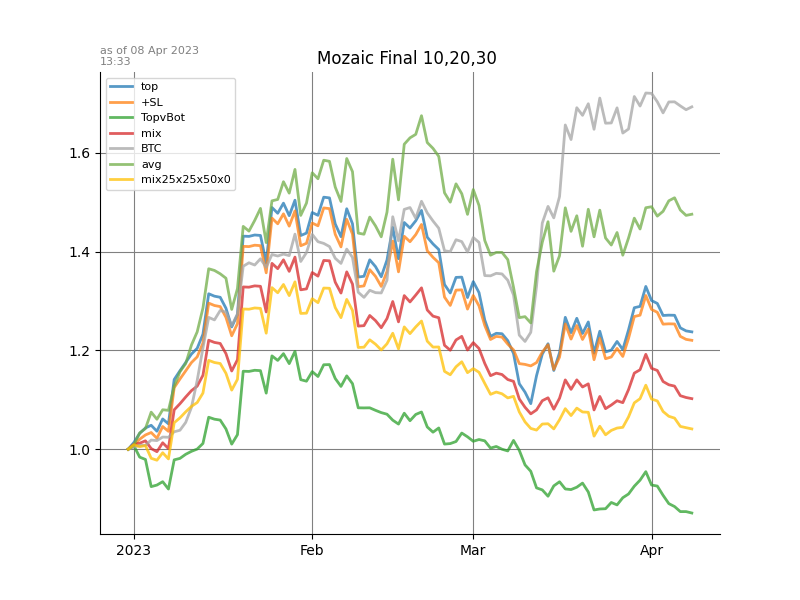 as of 08 Apr 2023
13:33
Mozaic Final 10,20,30
top
+SL
TopvBot
mix
BTC
avg
mix25x25x50x0
1.6
1.4
1.2
1.0
2023
Feb
Mar
Apr